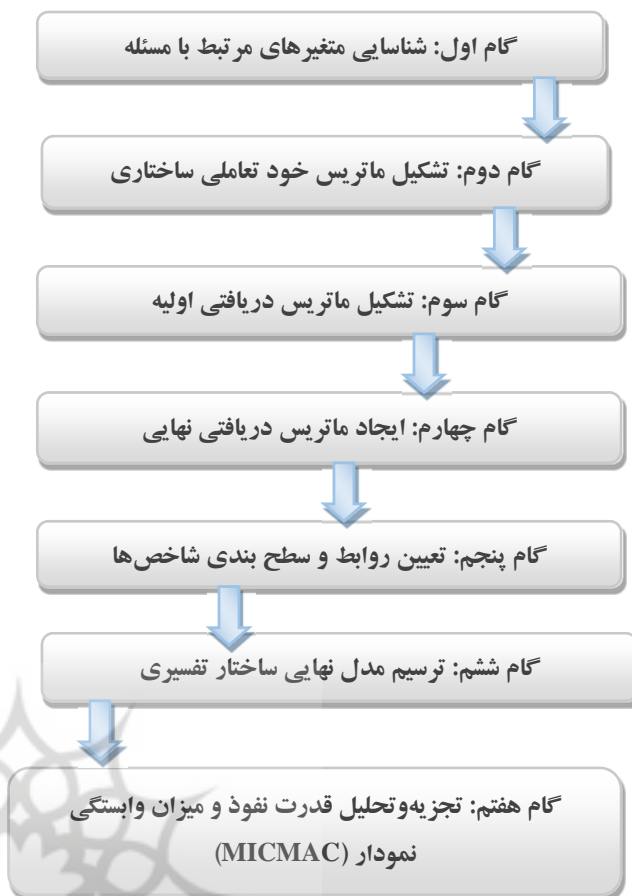 گام اول: شناسایی متغیرهای مرتبط با مسئله
گام دوم: تشکیل ماتریس خود تعاملی ساختاری
گام سوم: تشکیل ماتریس دریافتی اولیه
گام چهارم: ایجاد ماتریس دریافتی نهایی
گام پنجم: تعیین روابط و سطح بندی شاخص‌ها
گام ششم: ترسیم مدل نهایی ساختار تفسیری
گام هفتم: تجزیه‌وتحلیل قدرت نفوذ و میزان وابستگی
نمودار (MICMAC)